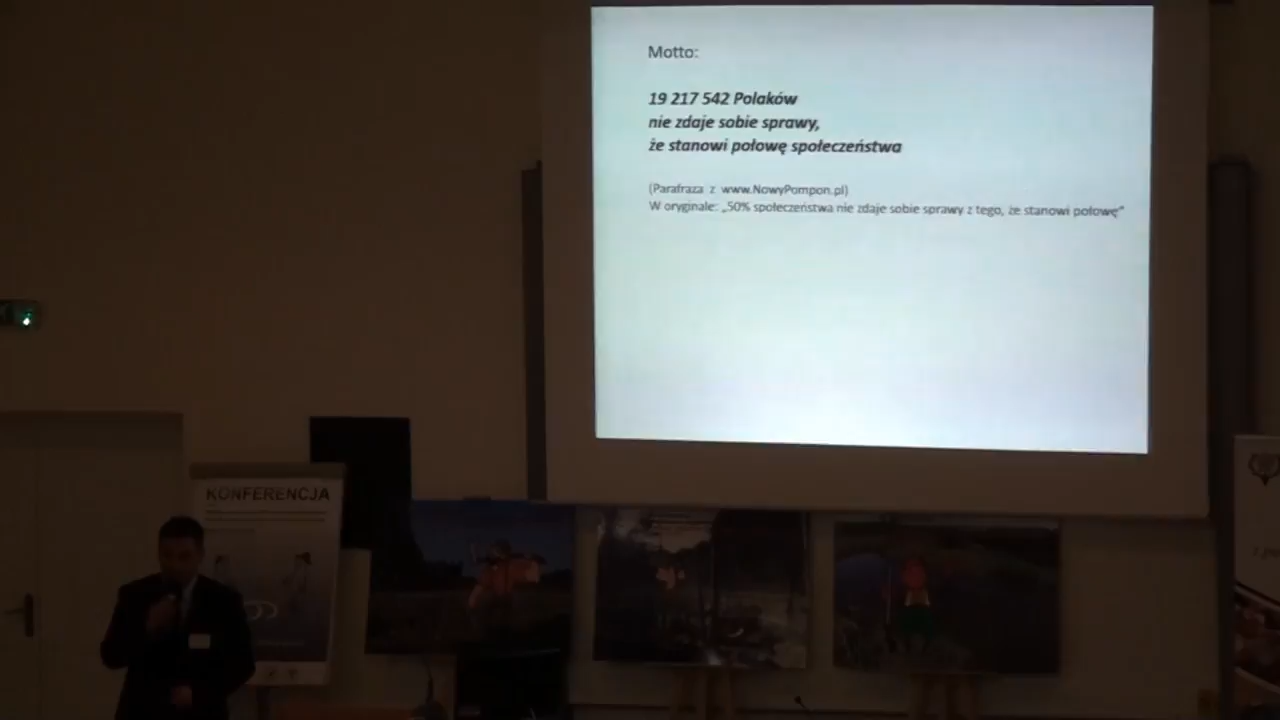 Motto:
19 217 542 Polaków
nie zdaje sobie sprawy,
że stanowi połowę społeczeństwa
(Parafraza z www.NowyPompon.pl)
W oryginale: „50% społeczeństwa nie zdaje sobie sprawy z tego, że stanowi połowę”
KONFERENCJA